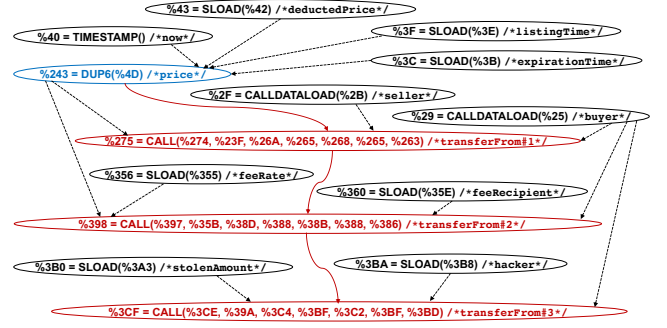 %43 = SLOAD(%42) /*deductedPrice*/
%40 = TIMESTAMP() /*now*/
%3F = SLOAD(%3E) /*listingTime*/
%243 = DUP6(%4D) /*price*/
%3C = SLOAD(%3B) /*expirationTime*/
%2F = CALLDATALOAD(%2B) /*seller*/
%29 = CALLDATALOAD(%25) /*buyer*/
%275 = CALL(%274, %23F, %26A, %265, %268, %265, %263) /*transferFrom#1*/
%356 = SLOAD(%355) /*feeRate*/
%360 = SLOAD(%35E) /*feeRecipient*/
%398 = CALL(%397, %35B, %38D, %388, %38B, %388, %386) /*transferFrom#2*/
%3B0 = SLOAD(%3A3) /*stolenAmount*/
%3BA = SLOAD(%3B8) /*hacker*/
%3CF = CALL(%3CE, %39A, %3C4, %3BF, %3C2, %3BF, %3BD) /*transferFrom#3*/